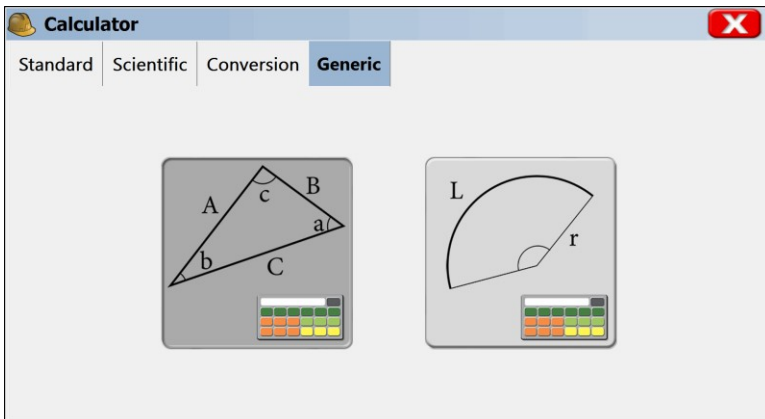 Calculator
X
Standard Scientific Conversion Generic
A
c
B
a
b
C
L
r